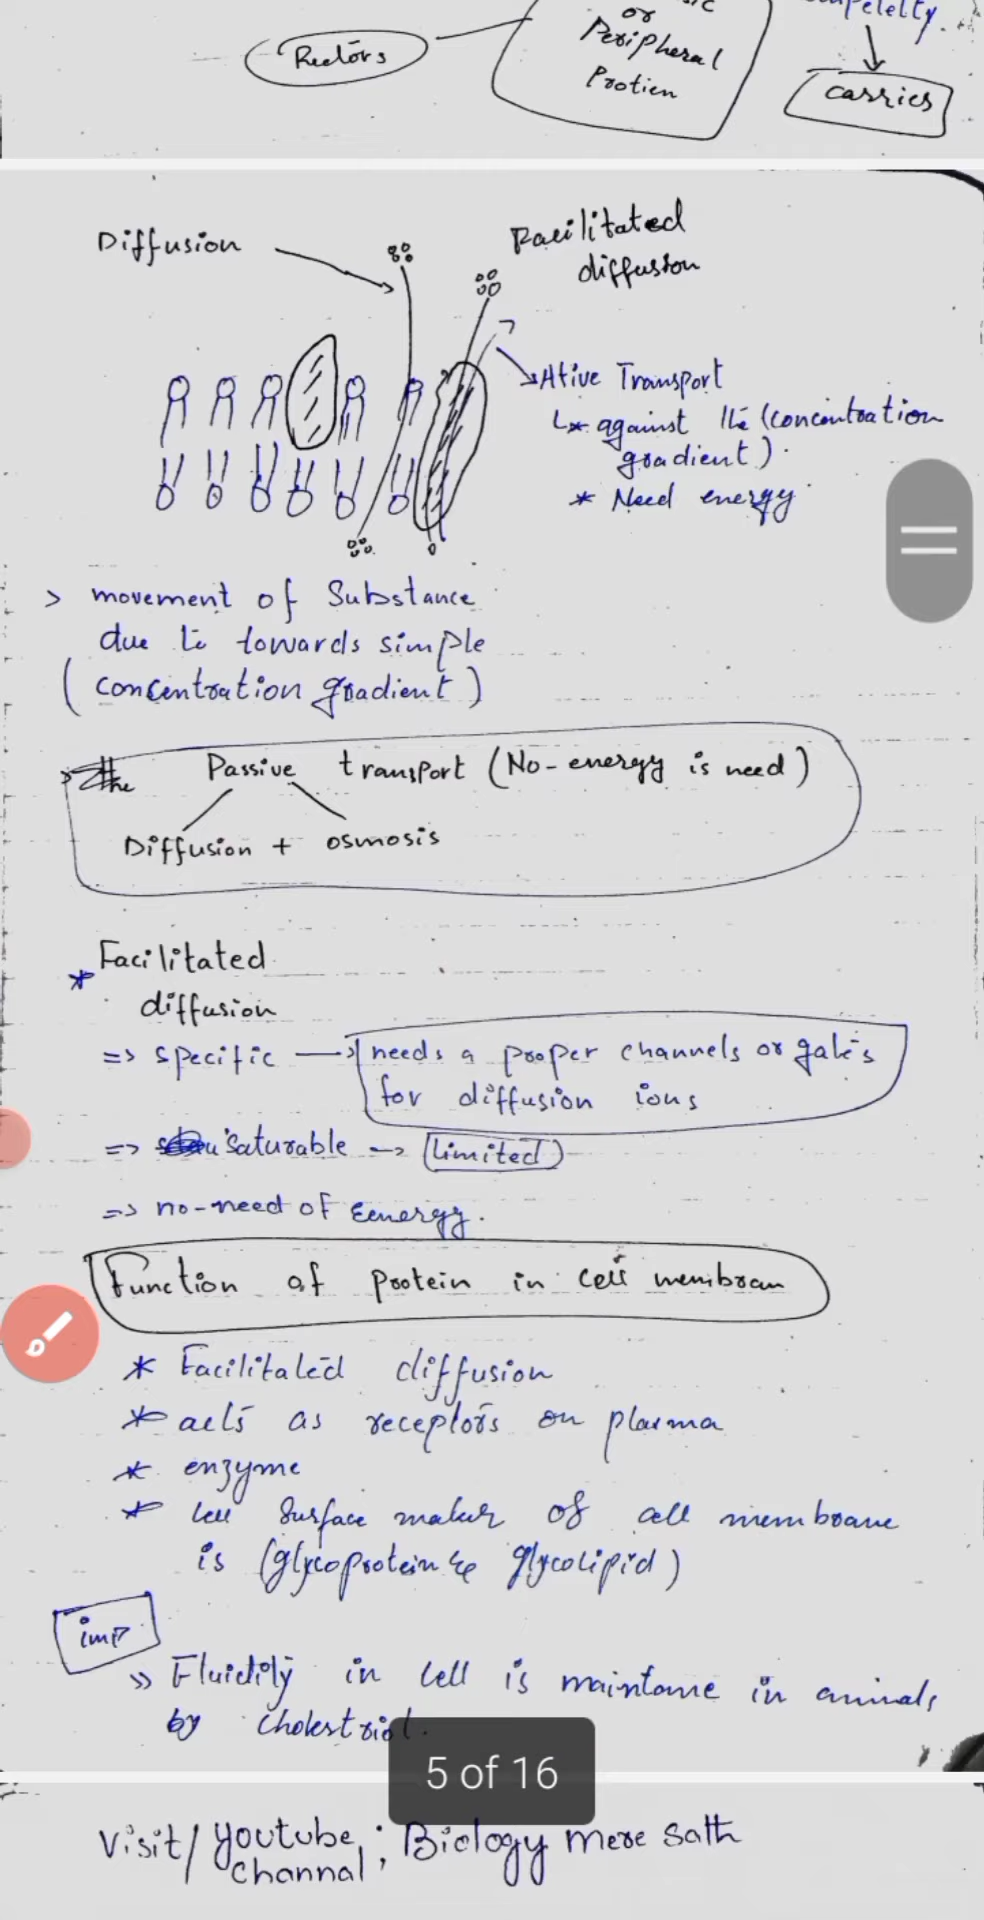 or
Peripheral
Protien
Rectors
carries
Diffusion
Facilitated
diffusion
Ative Transport
* against the (concentration
gradient).
* Need energy
> movement of Substance
due to towards simple
(concentration gradient)
The Passive transport (No-energy is need)
Diffusion + osmosis
* Facilitated
diffusion
=> specific → needs a proper channels or gates
for diffusion ions
=> saturable → limited
=> no-need of Eenergy.
Function of protein in cell membran
* Facilitated diffusion
* acts as receptors on plasma
* enzyme
* cell surface maker of cell membrane
is (glycoprotein & glycolipid)
imp
» Fluidity in cell is maintane in animals
by cholestriol.
5 of 16
Visit/ youtube channal ; Biology mere sath